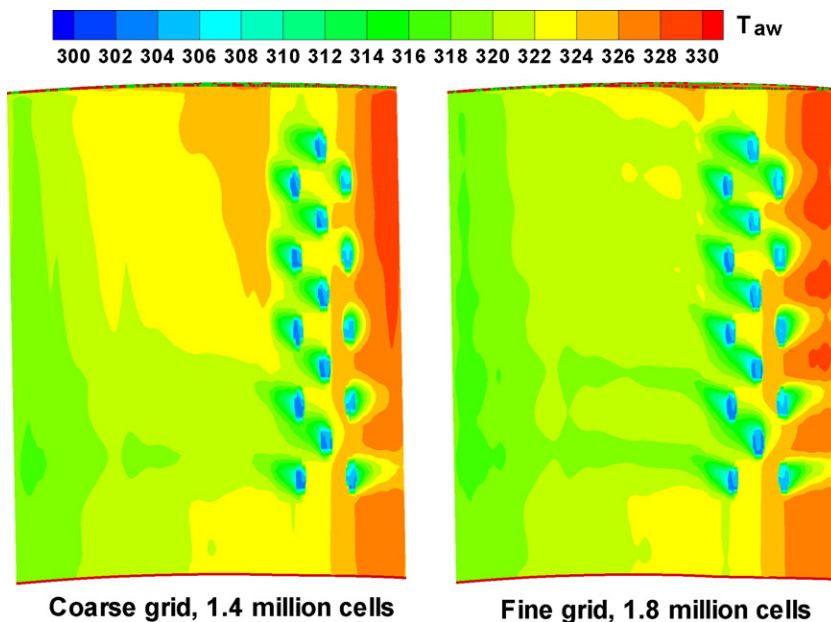 Taw
300 302 304 306 308 310 312 314 316 318 320 322 324 326 328 330
Coarse grid, 1.4 million cells
Fine grid, 1.8 million cells